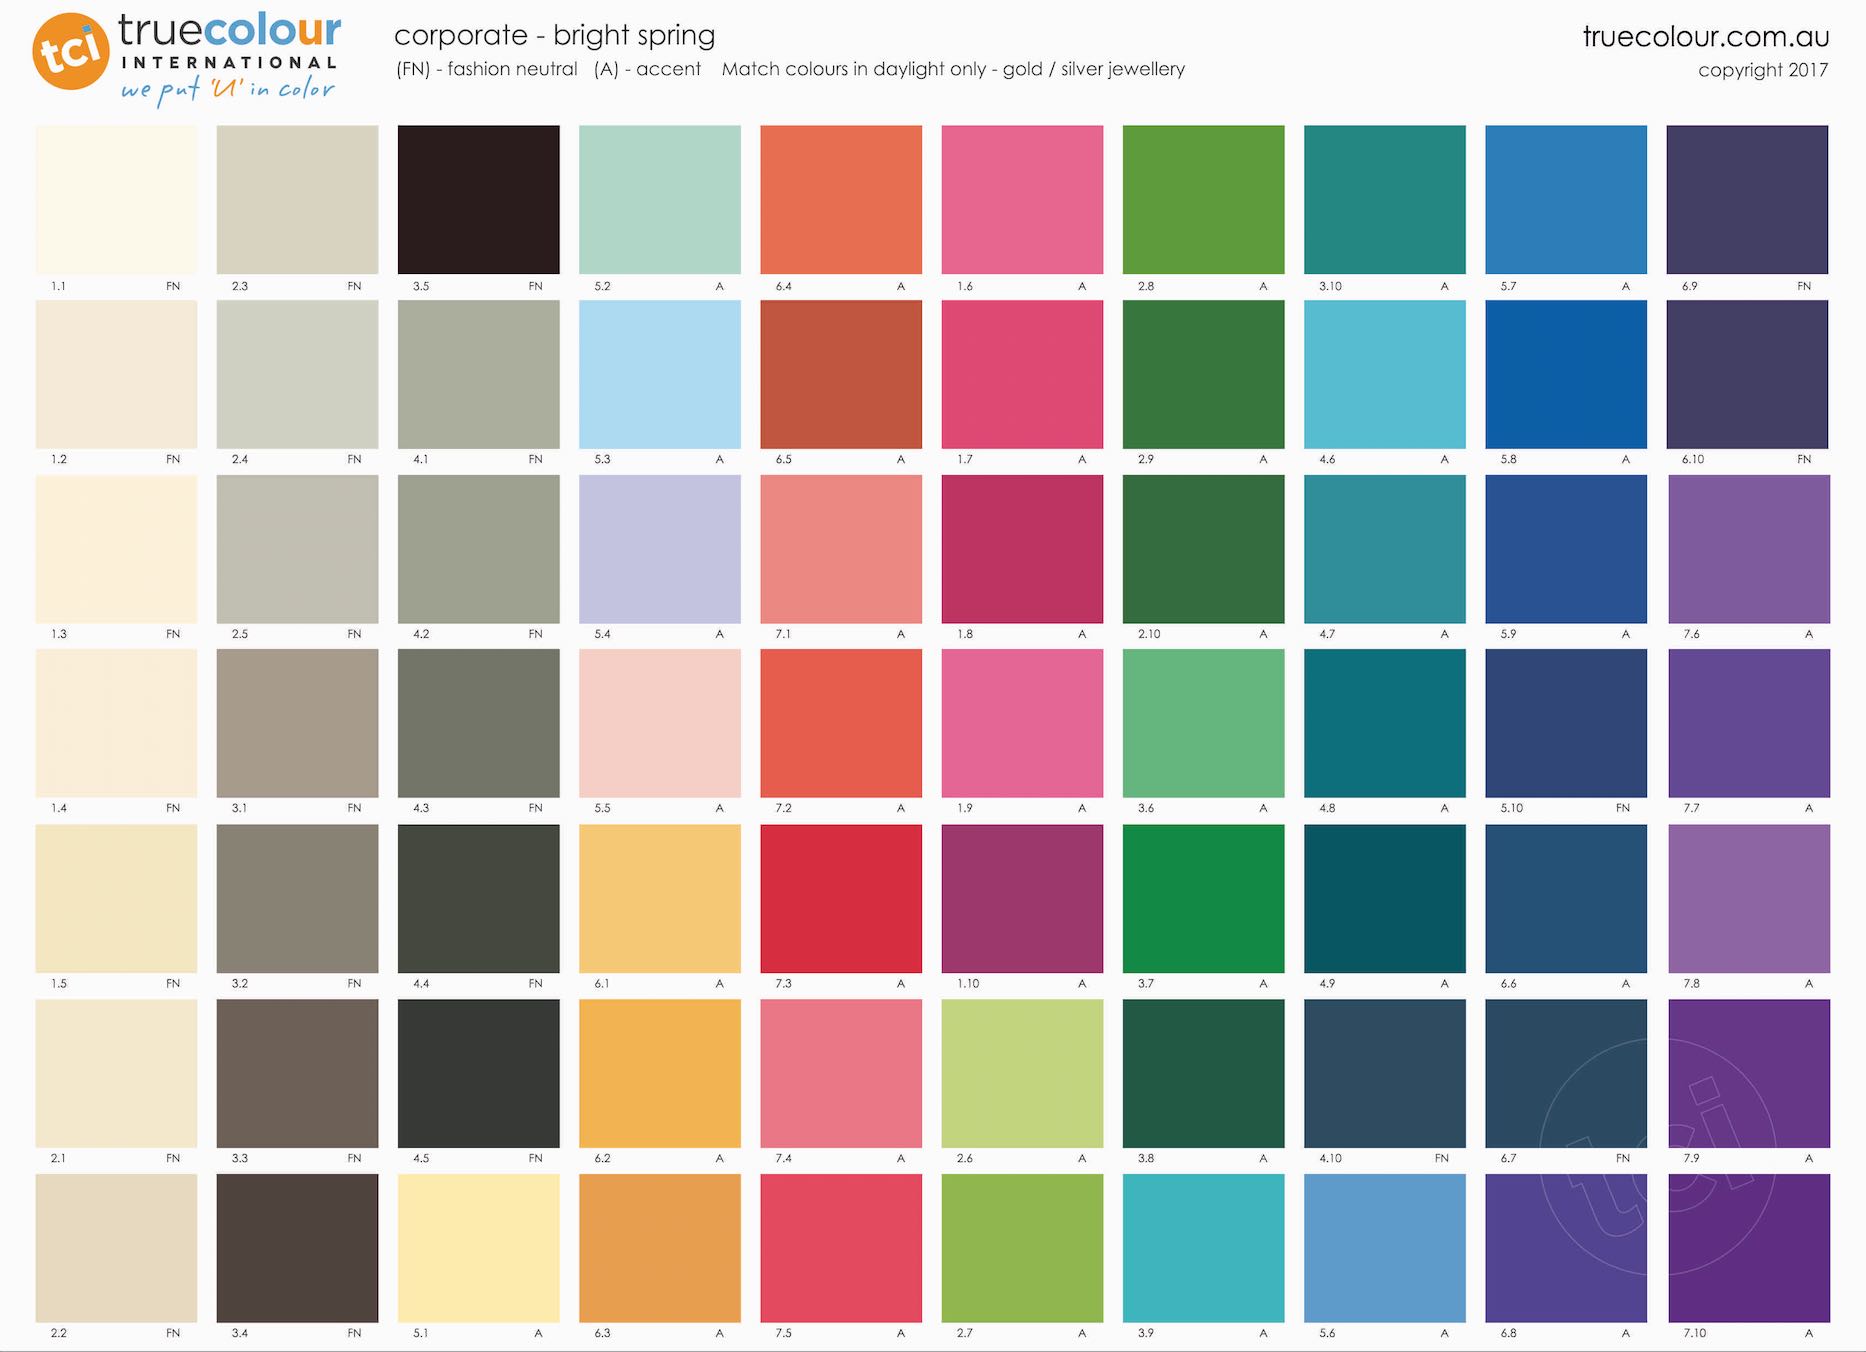 tci truecolour
INTERNATIONAL
we put 'U' in color
corporate - bright spring
(FN) - fashion neutral (A) - accent Match colours in daylight only - gold / silver jewellery
truecolour.com.au
copyright 2017
1.1 FN 2.3 FN 3.5 FN 5.2 A 6.4 A 1.6 A 2.8 A 3.10 A 5.7 A 6.9 FN
1.2 FN 2.4 FN 4.1 FN 5.3 A 6.5 A 1.7 A 2.9 A 4.6 A 5.8 A 6.10 FN
1.3 FN 2.5 FN 4.2 FN 5.4 A 7.1 A 1.8 A 2.10 A 4.7 A 5.9 A 7.6 A
1.4 FN 3.1 FN 4.3 FN 5.5 A 7.2 A 1.9 A 3.6 A 4.8 A 5.10 FN 7.7 A
1.5 FN 3.2 FN 4.4 FN 6.1 A 7.3 A 1.10 A 3.7 A 4.9 A 6.6 A 7.8 A
2.1 FN 3.3 FN 4.5 FN 6.2 A 7.4 A 2.6 A 3.8 A 4.10 FN 6.7 FN 7.9 A
tci
2.2 FN 3.4 FN 5.1 A 6.3 A 7.5 A 2.7 A 3.9 A 5.6 A 6.8 A 7.10 A